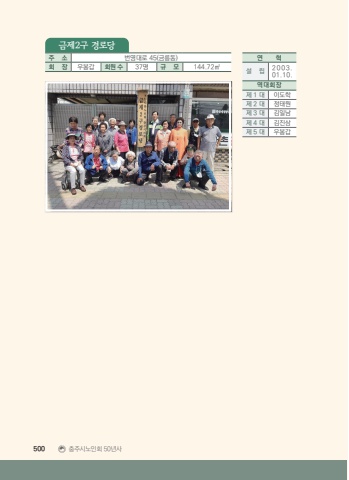 금제2구 경로당
주 소 번영대로 45(금릉동)
회 장 우봉갑 회원수 37명 규 모 144.72㎡
연 혁
설 립 2003. 01.10.
역대회장
제1대 이도학
제2대 정태원
제3대 김일남
제4대 김진삼
제5대 우봉갑
500 충주시노인회 50년사